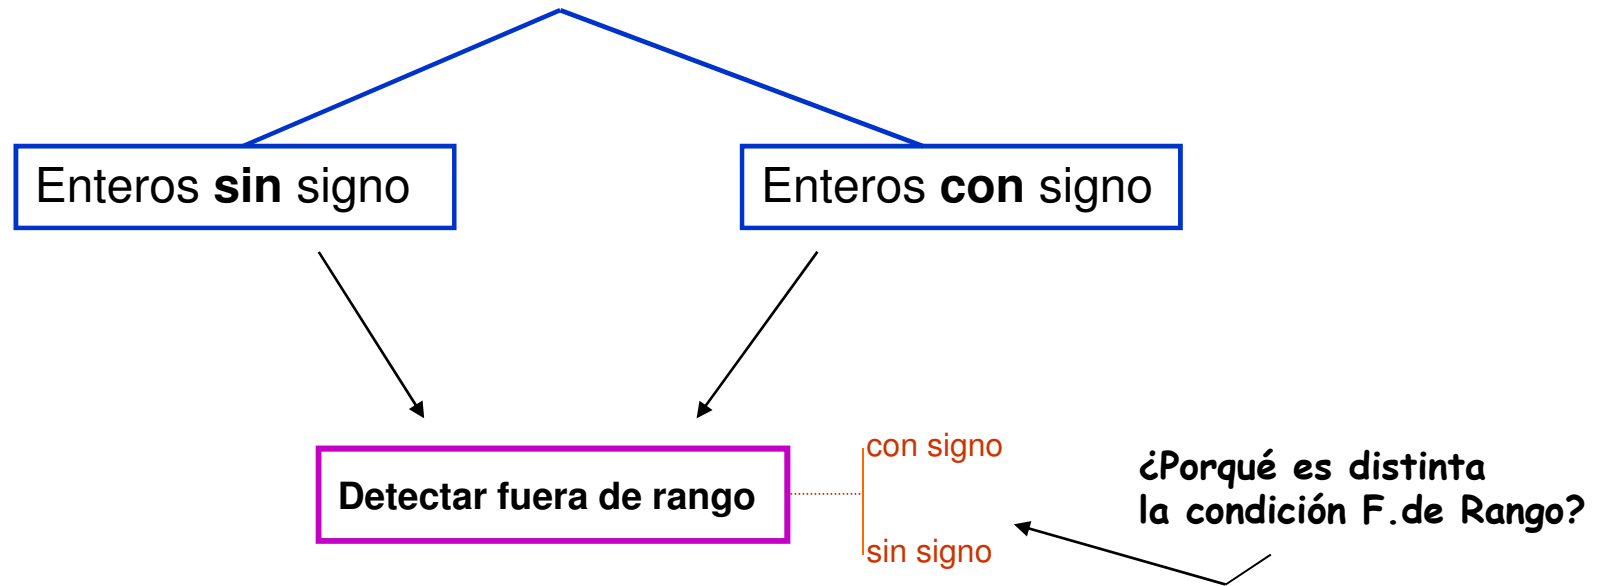 Enteros sin signo
Enteros con signo
Detectar fuera de rango
con signo
sin signo
¿Porqué es distinta
la condición F.de Rango?